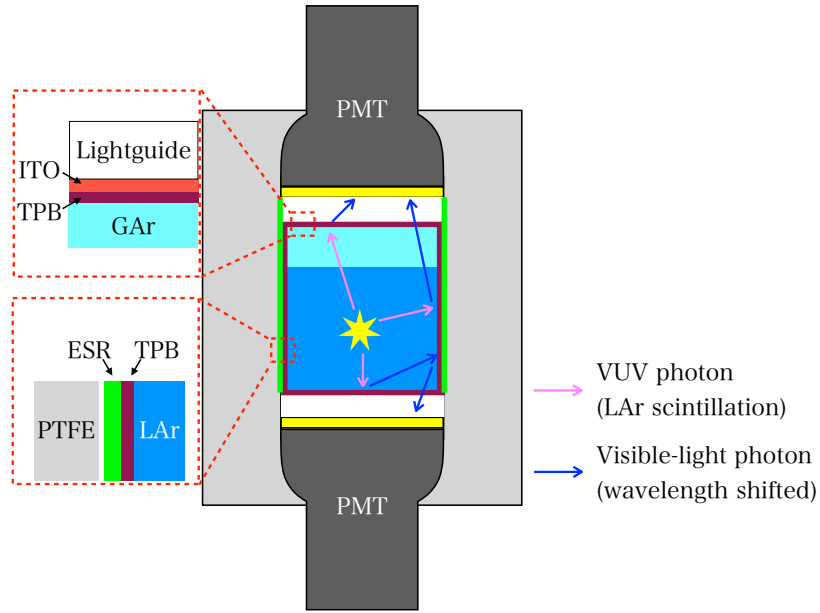 PMT
Lightguide
ITO
TPB
GAr
ESR TPB
PTFE LAr
VUV photon
(LAr scintillation)
Visible-light photon
(wavelength shifted)
PMT